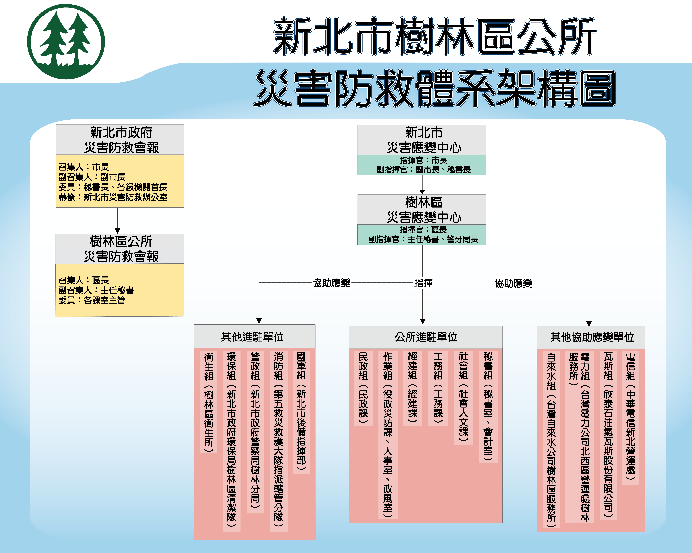 新北市樹林區公所
災害防救體系架構圖
新北市政府
災害防救會報
召集人：市長
副召集人：副市長
委員：秘書長、各級機關首長
幕僚：新北市災害防救辦公室
樹林區公所
災害防救會報
召集人：區長
副召集人：主任秘書
委員：各課室主管
新北市
災害應變中心
指揮官：市長
副指揮官：副市長、秘書長
樹林區
災害應變中心
指揮官：區長
副指揮官：主任秘書、警分局長
協助應變
指揮
協助應變
其他進駐單位
國軍組（新北市後備指揮部）
消防組（第五救災救護大隊指派轄管分隊）
警政組（新北市政府警察局樹林分局）
環保組（新北市政府環保局樹林區清潔隊）
衛生組（樹林區衛生所）
公所進駐單位
秘書組（秘書室、會計室）
社會組（社會人文課）
工務組（工務課）
經建組（經建課）
作業組（役政災防課、人事室、政風室）
民政組（民政課）
其他協助應變單位
電信組（中華電信新北營運處）
瓦斯組（欣泰石油氣瓦斯股份有限公司）
電力組（台灣電力公司北西區營運處樹林
服務所）
自來水組（台灣自來水公司樹林區服務所）